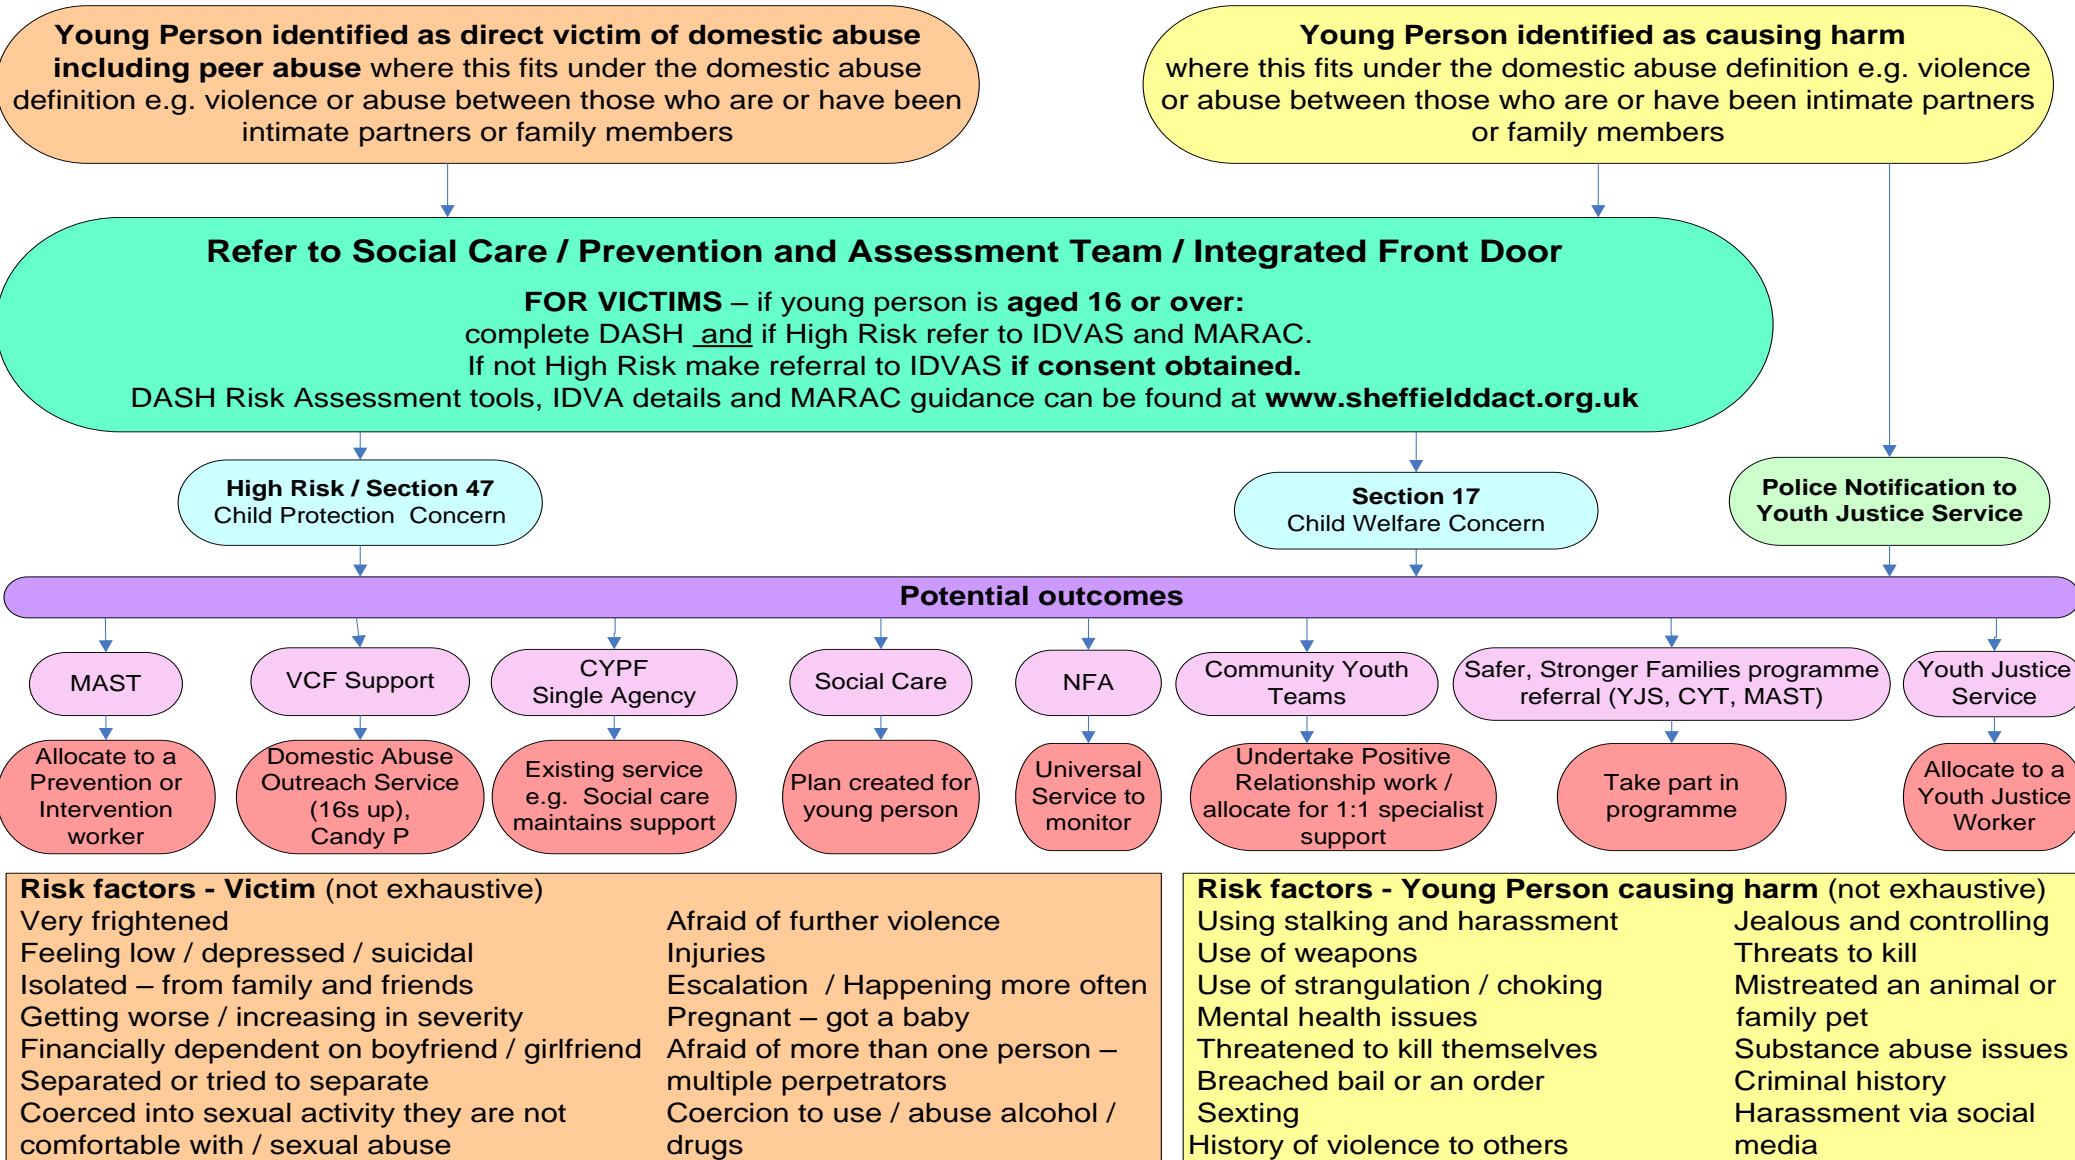 Young Person identified as direct victim of domestic abuse
including peer abuse where this fits under the domestic abuse
definition e.g. violence or abuse between those who are or have been
intimate partners or family members
Young Person identified as causing harm
where this fits under the domestic abuse definition e.g. violence
or abuse between those who are or have been intimate partners
or family members
Refer to Social Care / Prevention and Assessment Team / Integrated Front Door
FOR VICTIMS – if young person is aged 16 or over:
complete DASH and if High Risk refer to IDVAS and MARAC.
If not High Risk make referral to IDVAS if consent obtained.
DASH Risk Assessment tools, IDVA details and MARAC guidance can be found at www.sheffielddact.org.uk
High Risk / Section 47
Child Protection Concern
Section 17
Child Welfare Concern
Police Notification to
Youth Justice Service
Potential outcomes
MAST
VCF Support
CYPF
Single Agency
Social Care
NFA
Community Youth
Teams
Safer, Stronger Families programme
referral (YJS, CYT, MAST)
Youth Justice
Service
Allocate to a
Prevention or
Intervention
worker
Domestic Abuse
Outreach Service
(16s up),
Candy P
Existing service
e.g. Social care
maintains support
Plan created for
young person
Universal
Service to
monitor
Undertake Positive
Relationship work /
allocate for 1:1 specialist
support
Take part in
programme
Allocate to a
Youth Justice
Worker
Risk factors - Victim (not exhaustive)
Very frightened
Feeling low / depressed / suicidal
Isolated – from family and friends
Getting worse / increasing in severity
Financially dependent on boyfriend / girlfriend
Separated or tried to separate
Coerced into sexual activity they are not
comfortable with / sexual abuse
Afraid of further violence
Injuries
Escalation / Happening more often
Pregnant – got a baby
Afraid of more than one person –
multiple perpetrators
Coercion to use / abuse alcohol /
drugs
Risk factors - Young Person causing harm (not exhaustive)
Using stalking and harassment
Use of weapons
Use of strangulation / choking
Mental health issues
Threatened to kill themselves
Breached bail or an order
Sexting
History of violence to others
Jealous and controlling
Threats to kill
Mistreated an animal or
family pet
Substance abuse issues
Criminal history
Harassment via social
media